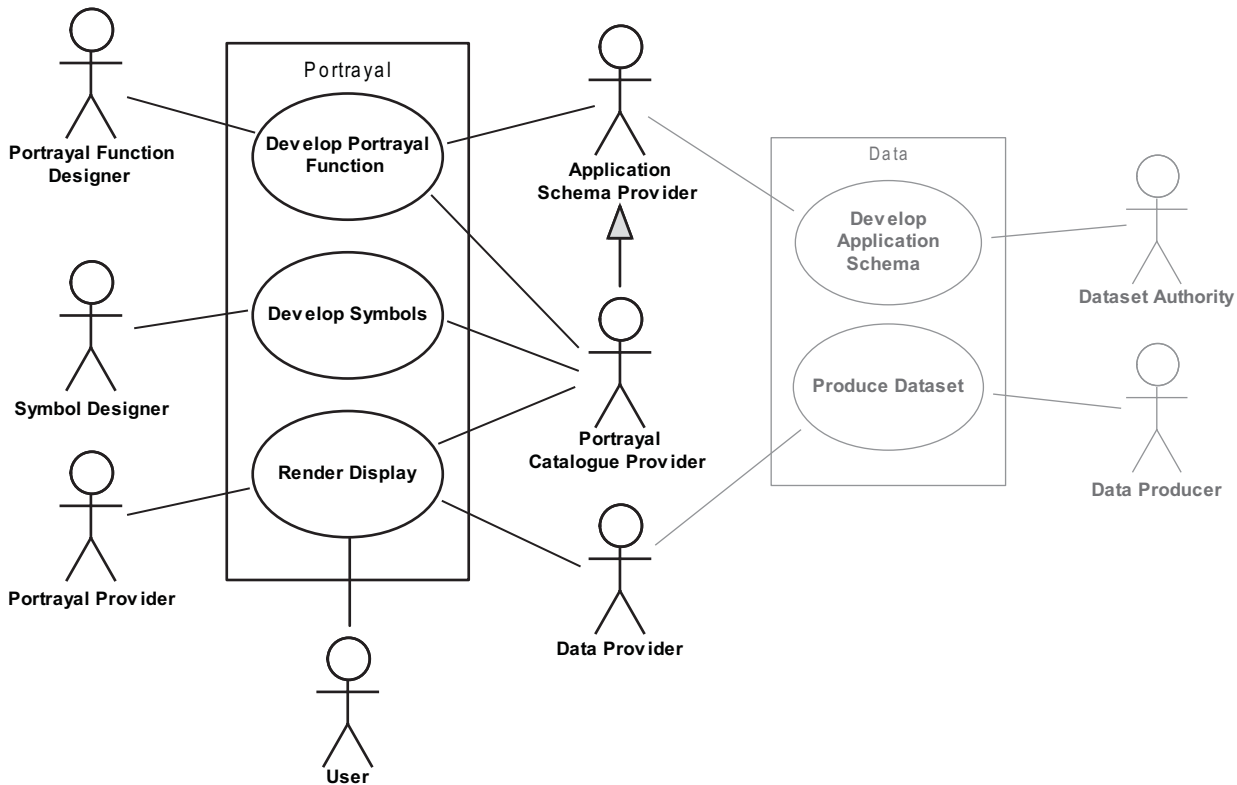 Portrayal
Develop Portrayal
Function
Portrayal Function
Designer
Application
Schema Provider
Data
Develop
Application
Schema
Dataset Authority
Develop Symbols
Symbol Designer
Produce Dataset
Portrayal
Catalogue Provider
Render Display
Data Producer
Portrayal Provider
Data Provider
User